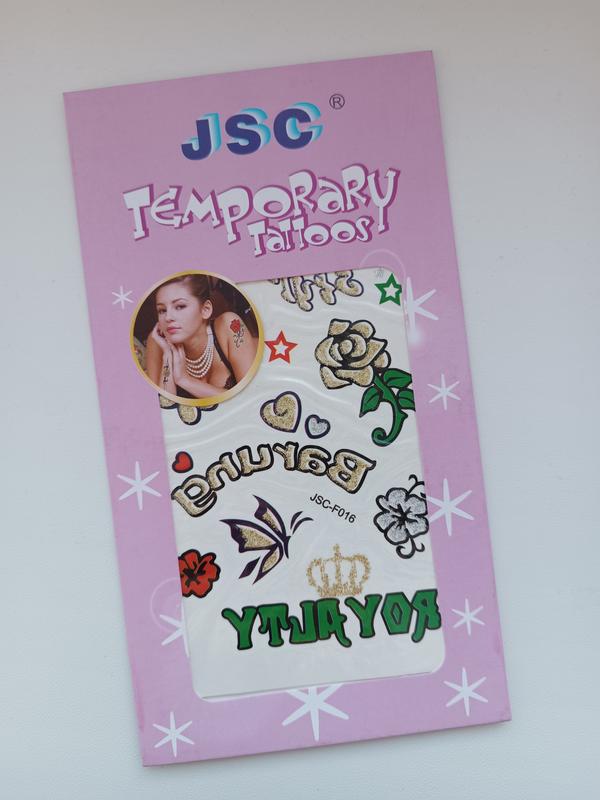 JSC ®
TEMPORARY
TaTToos
JSC-F016
ROYALTY